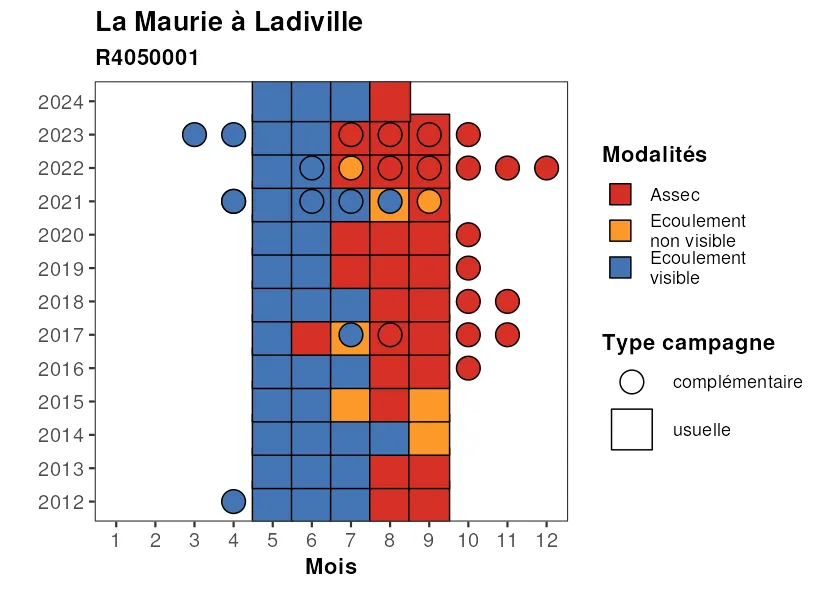 La Maurie à Ladiville
R4050001
2024
2023
2022
2021
2020
2019
2018
2017
2016
2015
2014
2013
2012
1 2 3 4 5 6 7 8 9 10 11 12
Mois
Modalités
Assec
Ecoulement
non visible
Ecoulement
visible
Type campagne
complémentaire
usuelle